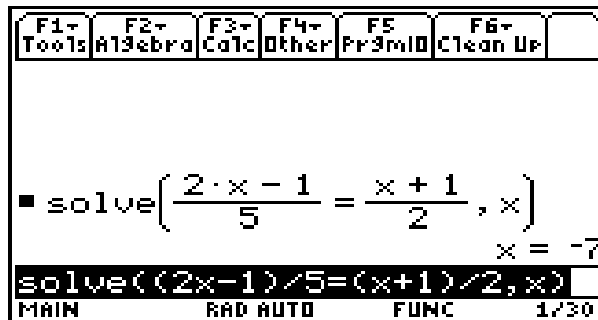 F1 F2 F3 F4 F5 F6
Tools Algebra Calc Other PrgmIO Clean Up
▪ solve((2·x − 1)/5 = (x + 1)/2, x)
x = ⁻7
solve((2x-1)/5=(x+1)/2,x)
MAIN RAD AUTO FUNC 1/30